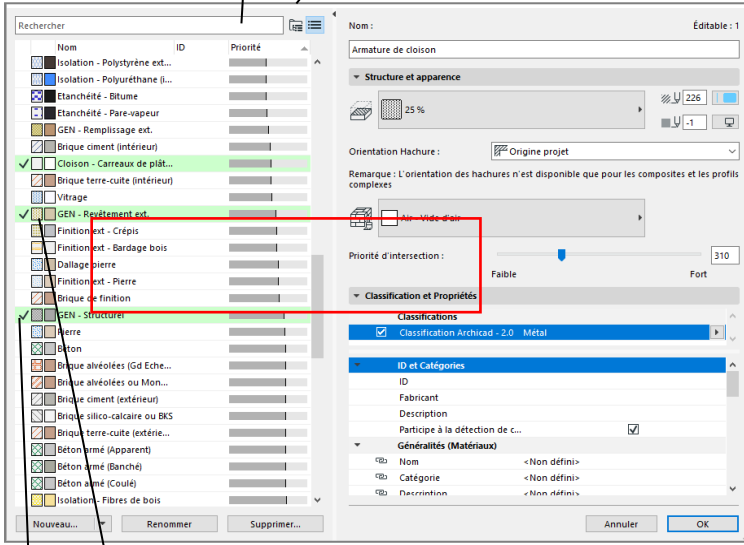 Rechercher
Nom ID Priorité
Isolation - Polystyrène ext...
Isolation - Polyuréthane (i...
Etanchéité - Bitume
Etanchéité - Pare-vapeur
GEN - Remplissage ext.
Brique ciment (intérieur)
Cloison - Carreaux de plât...
Brique terre-cuite (intérieur)
Vitrage
GEN - Revêtement ext.
Finition ext - Crépis
Finition ext - Bardage bois
Dallage pierre
Finition ext - Pierre
Brique de finition
GEN - Structurel
Pierre
Béton
Brique alvéolées (Gd Eche...
Brique alvéolées ou Mon...
Brique ciment (extérieur)
Brique silico-calcaire ou BKS
Brique terre-cuite (extérie...
Béton armé (Apparent)
Béton armé (Banché)
Béton armé (Coulé)
Isolation - Fibres de bois
Nouveau... Renommer Supprimer...
Nom : Éditable : 1
Armature de cloison
Structure et apparence
25 % 226
-1
Orientation Hachure : Origine projet
Remarque : L'orientation des hachures n'est disponible que pour les composites et les profils
complexes
Air - Vide d'air
Priorité d'intersection : 310
Faible Fort
Classification et Propriétés
Classifications
Classification Archicad - 2.0 Métal
ID et Catégories
ID
Fabricant
Description
Participe à la détection de c...
Généralités (Matériaux)
Nom <Non défini>
Catégorie <Non défini>
Description <Non défini>
Annuler OK